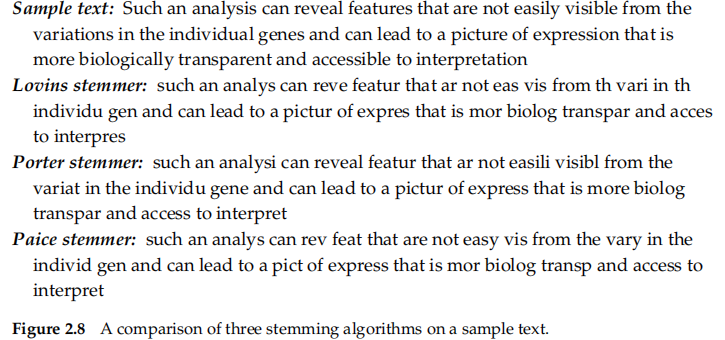 Sample text: Such an analysis can reveal features that are not easily visible from the
variations in the individual genes and can lead to a picture of expression that is
more biologically transparent and accessible to interpretation
Lovins stemmer: such an analys can reve featur that ar not eas vis from th vari in th
individu gen and can lead to a pictur of expres that is mor biolog transpar and acces
to interpres
Porter stemmer: such an analysi can reveal featur that ar not easili visibl from the
variat in the individu gene and can lead to a pictur of express that is more biolog
transpar and access to interpret
Paice stemmer: such an analys can rev feat that are not easy vis from the vary in the
individ gen and can lead to a pict of express that is mor biolog transp and access to
interpret
Figure 2.8 A comparison of three stemming algorithms on a sample text.